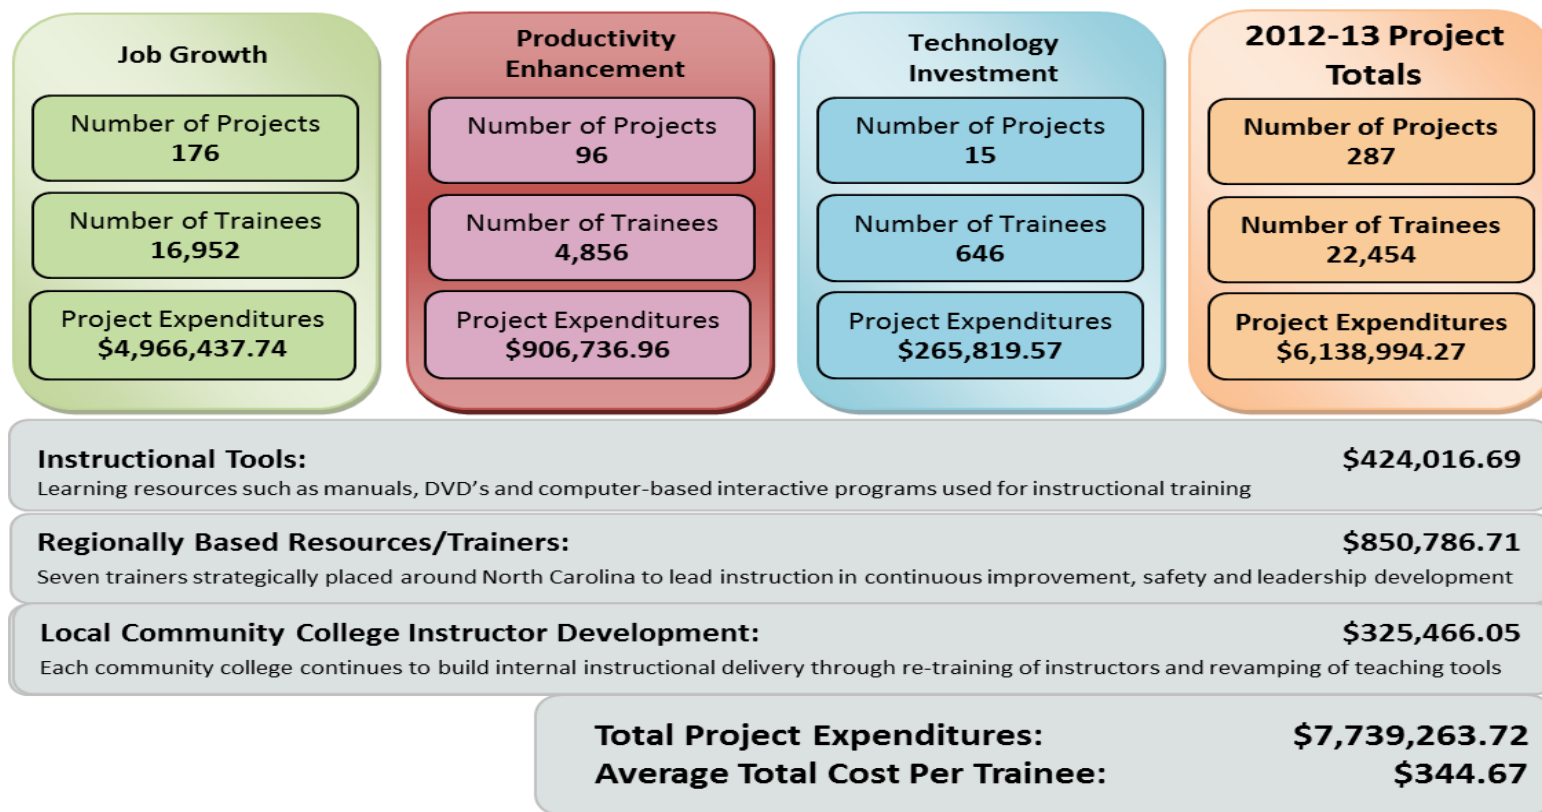 Job Growth
Number of Projects
176
Number of Trainees
16,952
Project Expenditures
$4,966,437.74
Productivity
Enhancement
Number of Projects
96
Number of Trainees
4,856
Project Expenditures
$906,736.96
Technology
Investment
Number of Projects
15
Number of Trainees
646
Project Expenditures
$265,819.57
2012-13 Project
Totals
Number of Projects
287
Number of Trainees
22,454
Project Expenditures
$6,138,994.27
Instructional Tools: $424,016.69
Learning resources such as manuals, DVD’s and computer-based interactive programs used for instructional training
Regionally Based Resources/Trainers: $850,786.71
Seven trainers strategically placed around North Carolina to lead instruction in continuous improvement, safety and leadership development
Local Community College Instructor Development: $325,466.05
Each community college continues to build internal instructional delivery through re-training of instructors and revamping of teaching tools
Total Project Expenditures: $7,739,263.72
Average Total Cost Per Trainee: $344.67